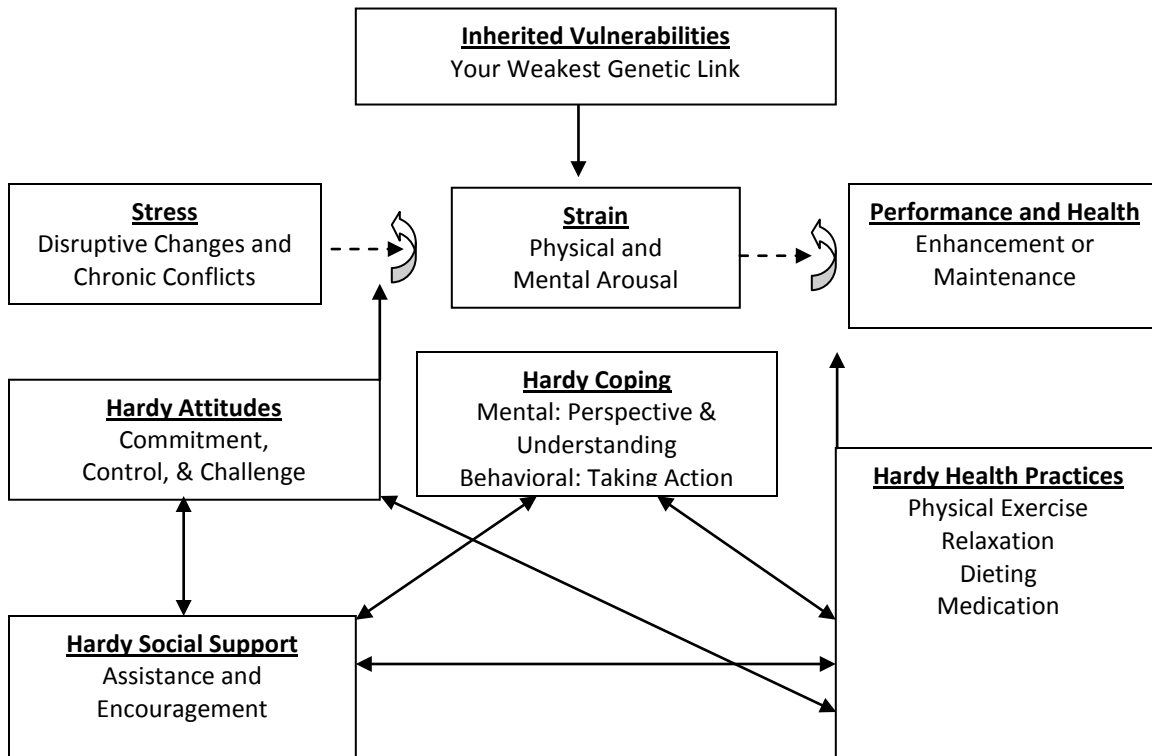 Inherited Vulnerabilities
Your Weakest Genetic Link
Stress
Disruptive Changes and
Chronic Conflicts
Strain
Physical and
Mental Arousal
Performance and Health
Enhancement or
Maintenance
Hardy Attitudes
Commitment,
Control, & Challenge
Hardy Coping
Mental: Perspective &
Understanding
Behavioral: Taking Action
Hardy Health Practices
Physical Exercise
Relaxation
Dieting
Medication
Hardy Social Support
Assistance and
Encouragement